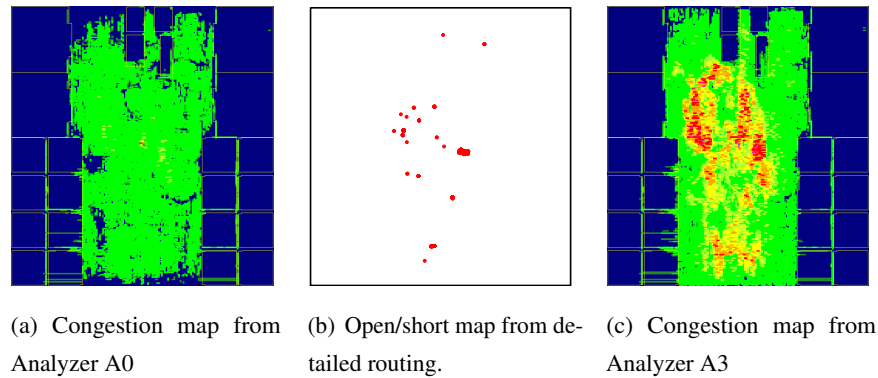 (a) Congestion map from
Analyzer A0
(b) Open/short map from de-
tailed routing.
(c) Congestion map from
Analyzer A3